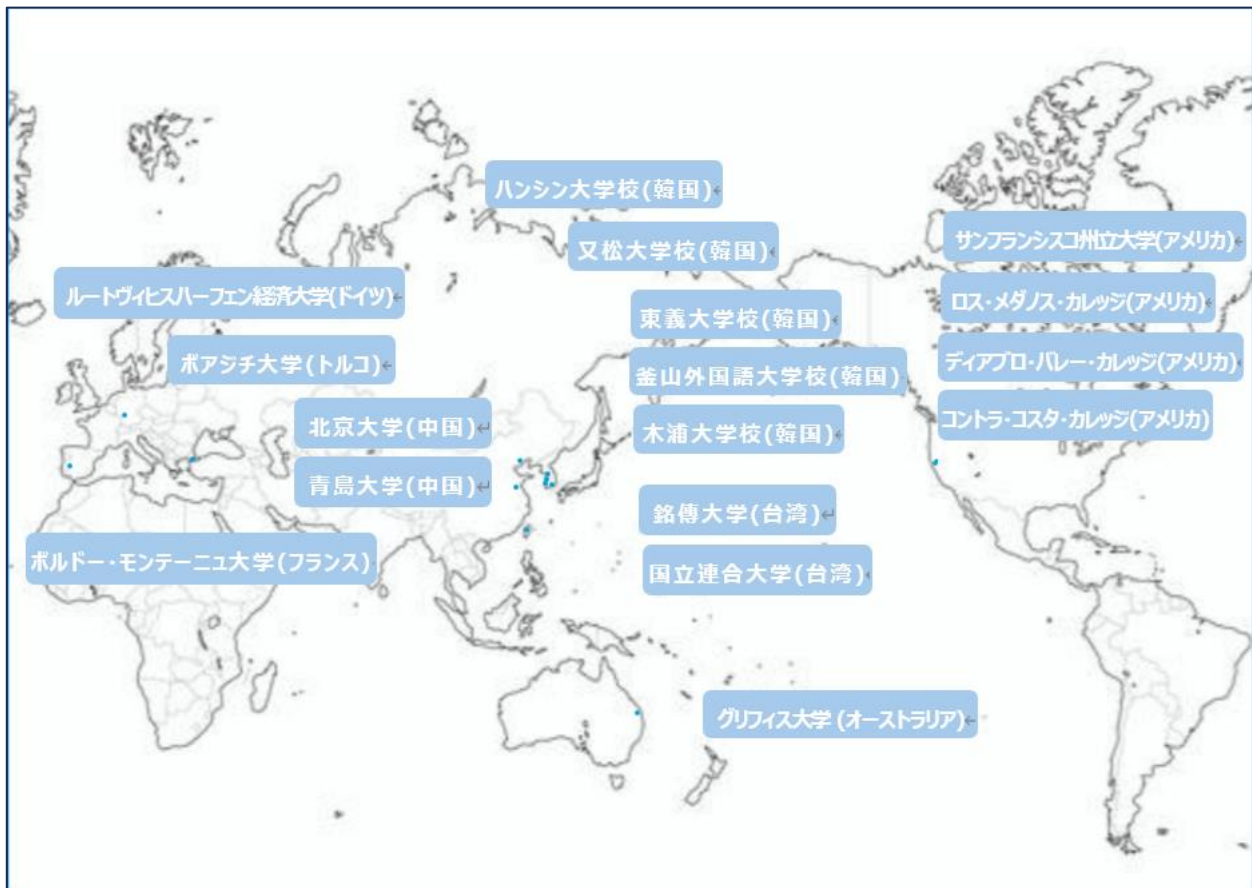 ハンシン大学校(韓国)
又松大学校(韓国)
サンフランシスコ州立大学(アメリカ)
ルートヴィヒスハーフェン経済大学(ドイツ)
ロス・メダノス・カレッジ(アメリカ)
東義大学校(韓国)
ボアジチ大学(トルコ)
ディアブロ・バレー・カレッジ(アメリカ)
釜山外国語大学校(韓国)
北京大学(中国)
木浦大学校(韓国)
コントラ・コスタ・カレッジ(アメリカ)
青島大学(中国)
銘傳大学(台湾)
ボルドー・モンテーニュ大学(フランス)
国立連合大学(台湾)
グリフィス大学 (オーストラリア)